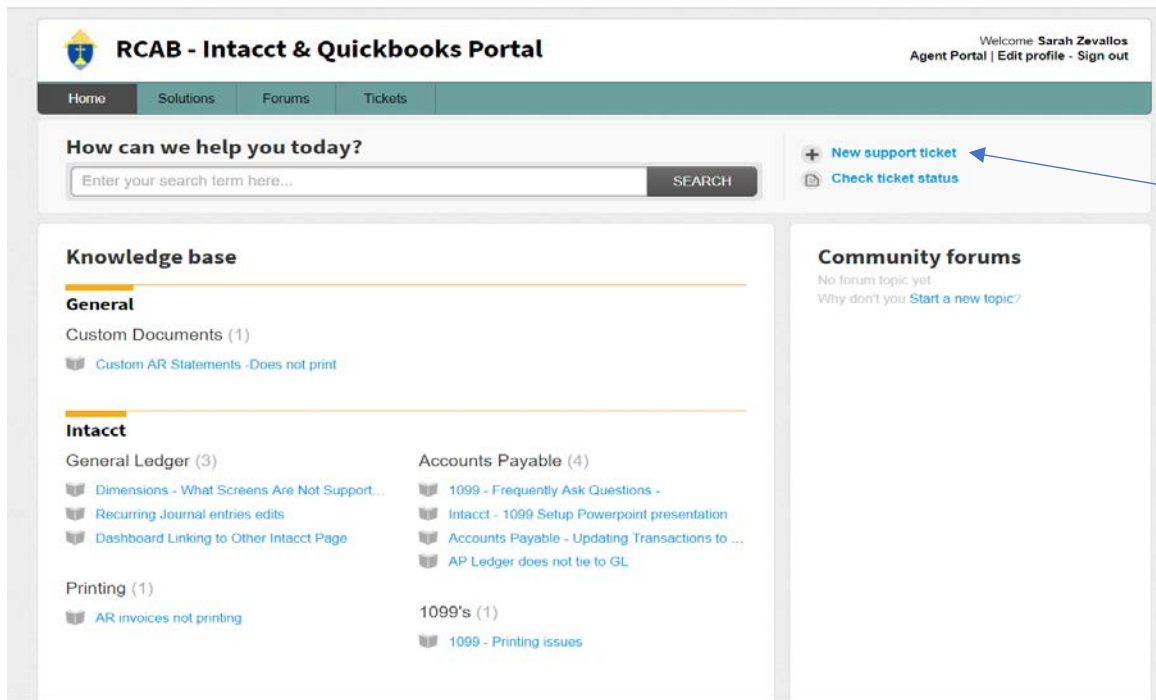 RCAB - Intacct & Quickbooks Portal
Welcome Sarah Zevallos
Agent Portal | Edit profile - Sign out
Home Solutions Forums Tickets
How can we help you today?
Enter your search term here...
SEARCH
New support ticket
Check ticket status
Knowledge base
General
Custom Documents (1)
Custom AR Statements -Does not print
Intacct
General Ledger (3)
Dimensions - What Screens Are Not Support...
Recurring Journal entries edits
Dashboard Linking to Other Intacct Page
Printing (1)
AR invoices not printing
Accounts Payable (4)
1099 - Frequently Ask Questions -
Intacct - 1099 Setup Powerpoint presentation
Accounts Payable - Updating Transactions to ...
AP Ledger does not tie to GL
1099's (1)
1099 - Printing issues
Community forums
No forum topic yet
Why don't you Start a new topic?